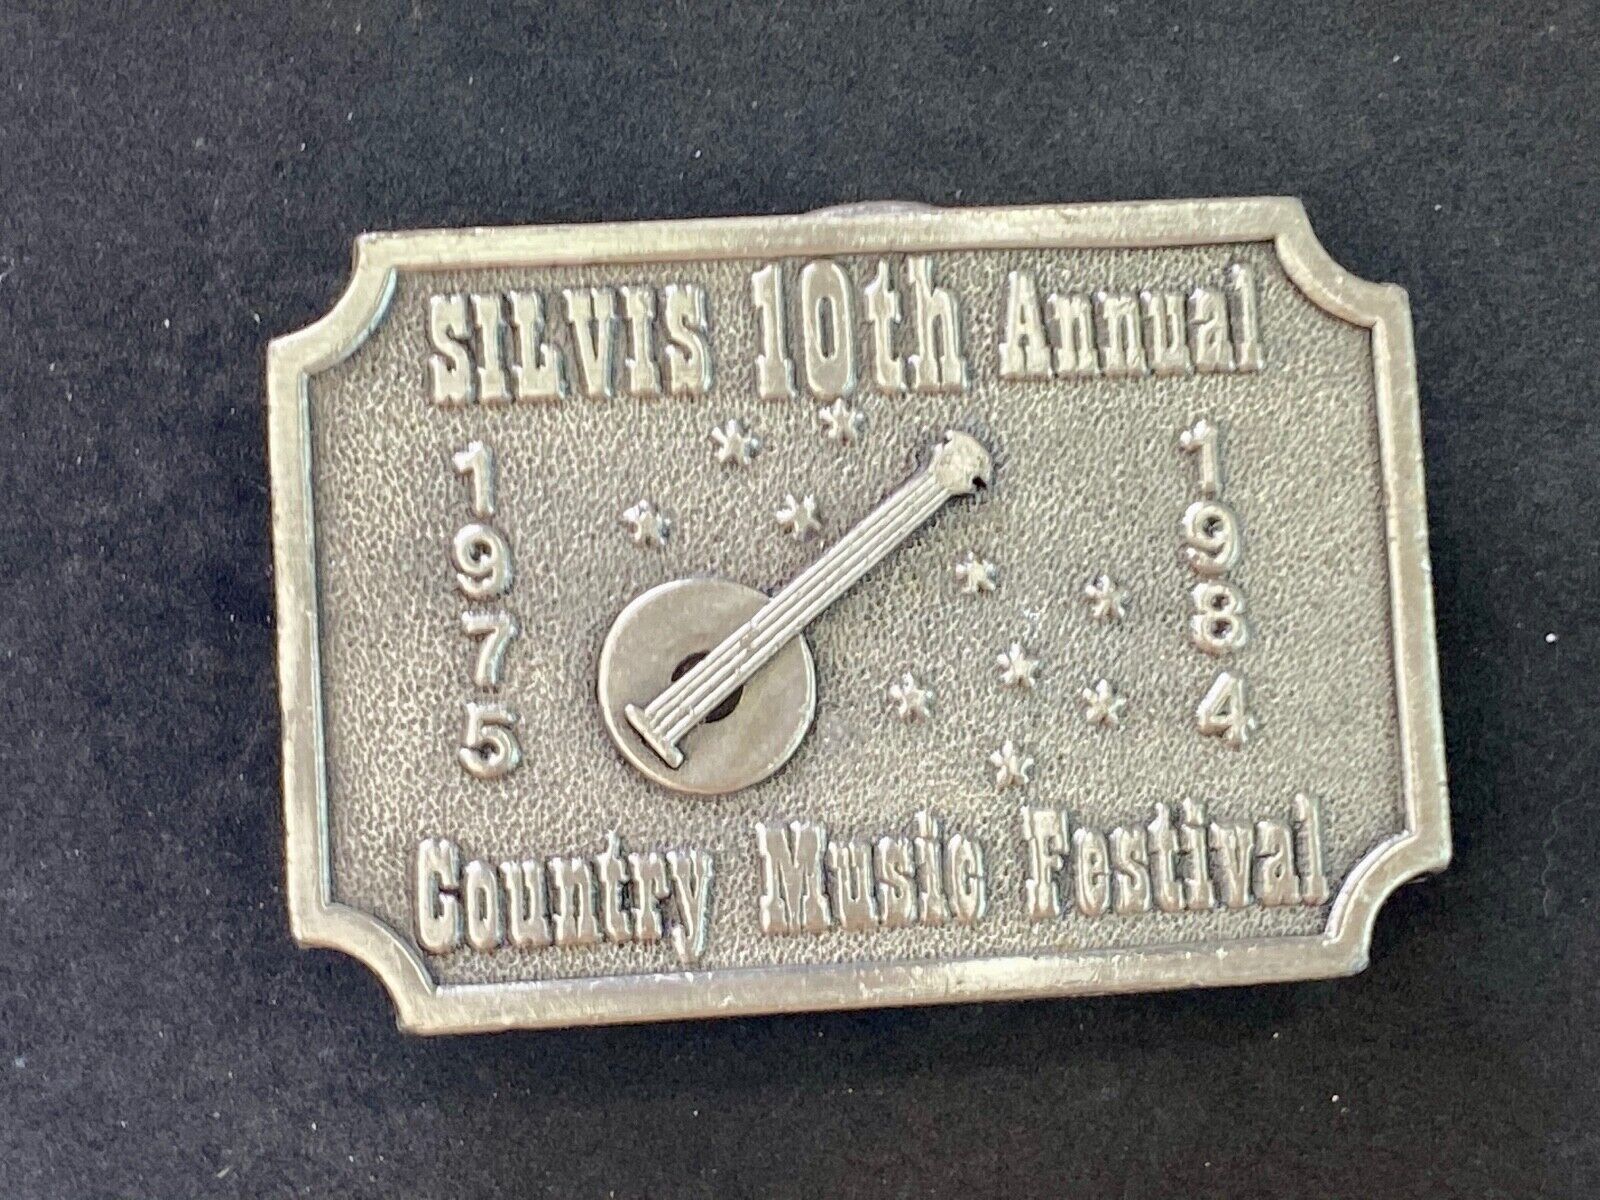 SILVIS 10th Annual
1975
1984
Country Music Festival